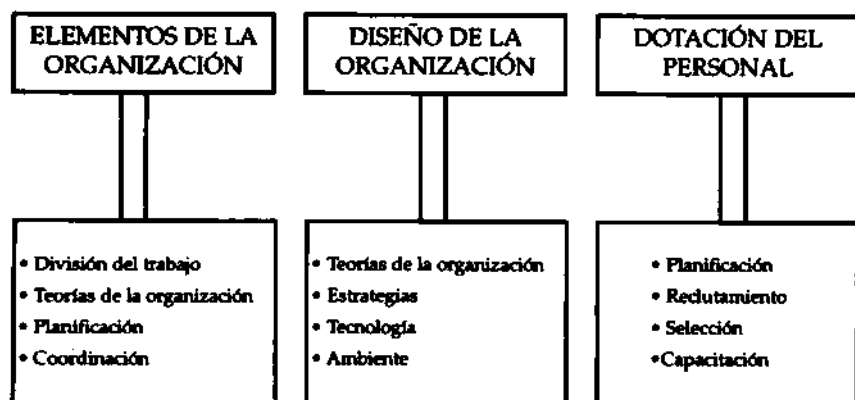 ELEMENTOS DE LA
ORGANIZACIÓN
• División del trabajo
• Teorías de la organización
• Planificación
• Coordinación
DISEÑO DE LA
ORGANIZACIÓN
• Teorías de la organización
• Estrategias
• Tecnología
• Ambiente
DOTACIÓN DEL
PERSONAL
• Planificación
• Reclutamiento
• Selección
•Capacitación